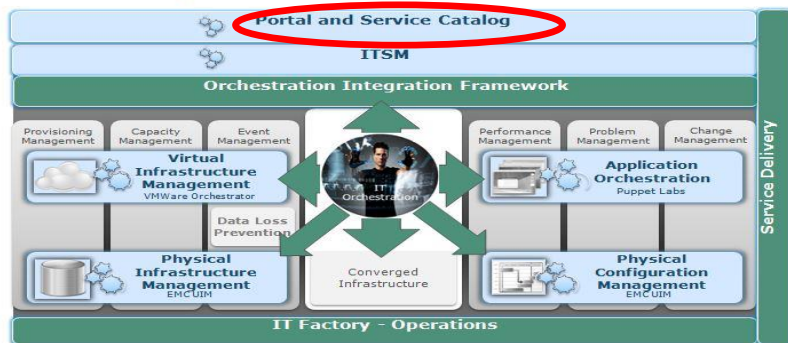 Portal and Service Catalog
ITSM
Orchestration Integration Framework
Provisioning
Management
Capacity
Management
Event
Management
Performance
Management
Problem
Management
Change
Management
Virtual
Infrastructure
Management
VMWare Orchestrator
IT
Orchestration
Application
Orchestration
Puppet Labs
Data Loss
Prevention
Physical
Infrastructure
Management
EMC UIM
Converged
Infrastructure
Physical
Configuration
Management
EMC UIM
IT Factory - Operations
Service Delivery